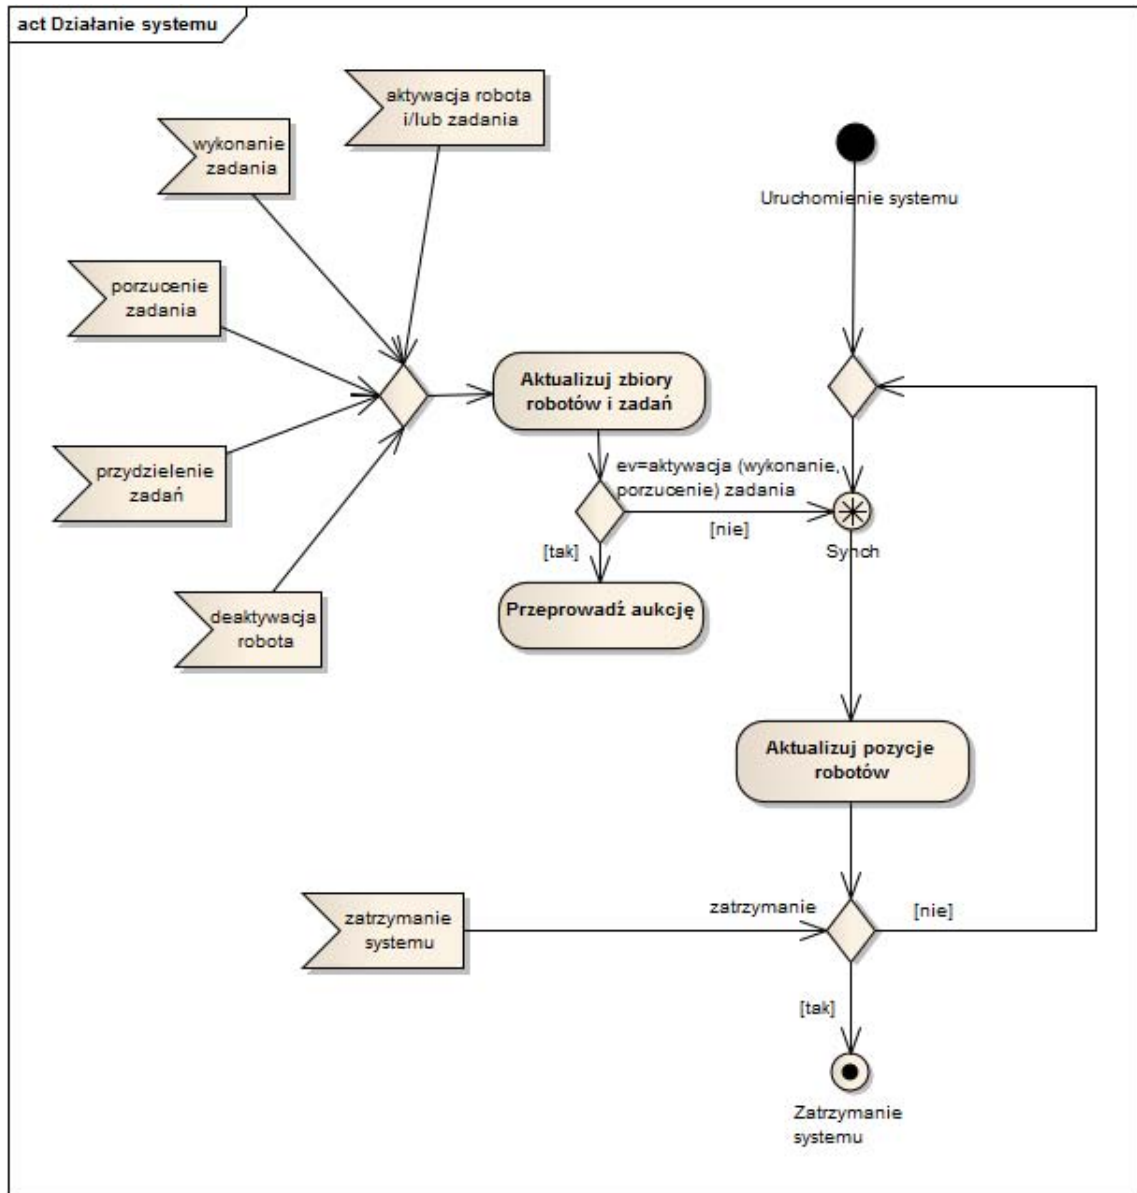 act Działanie systemu
aktywacja robota
i/lub zadania
wykonanie
zadania
Uruchomienie systemu
porzucenie
zadania
Aktualizuj zbiory
robotów i zadań
przydzielenie
zadań
ev=aktywacja (wykonanie,
porzucenie) zadania
[nie]
[tak]
Synch
Przeprowadź aukcję
deaktywacja
robota
Aktualizuj pozycje
robotów
zatrzymanie
systemu
zatrzymanie
[nie]
[tak]
Zatrzymanie
systemu